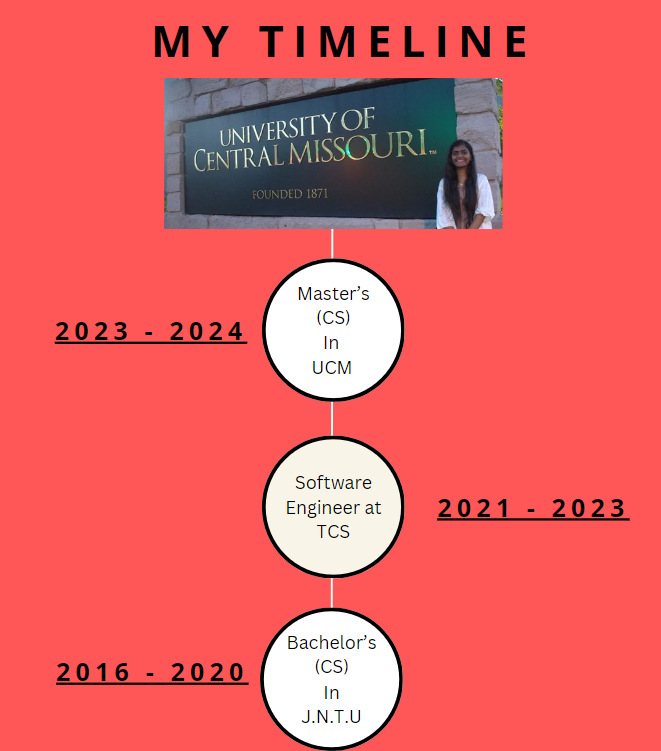 MY TIMELINE
UNIVERSITY OF
CENTRAL MISSOURI™
FOUNDED 1871
2023 - 2024
Master’s
(CS)
In
UCM
Software
Engineer at
TCS
2021 - 2023
2016 - 2020
Bachelor’s
(CS)
In
J.N.T.U